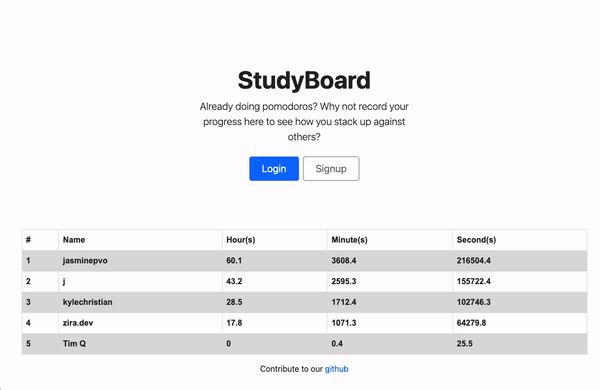 StudyBoard
Already doing pomodoros? Why not record your
progress here to see how you stack up against
others?
Login Signup
# Name Hour(s) Minute(s) Second(s)
1 jasminepvo 60.1 3608.4 216504.4
2 j 43.2 2595.3 155722.4
3 kylechristian 28.5 1712.4 102746.3
4 zira.dev 17.8 1071.3 64279.8
5 Tim Q 0 0.4 25.5
Contribute to our github